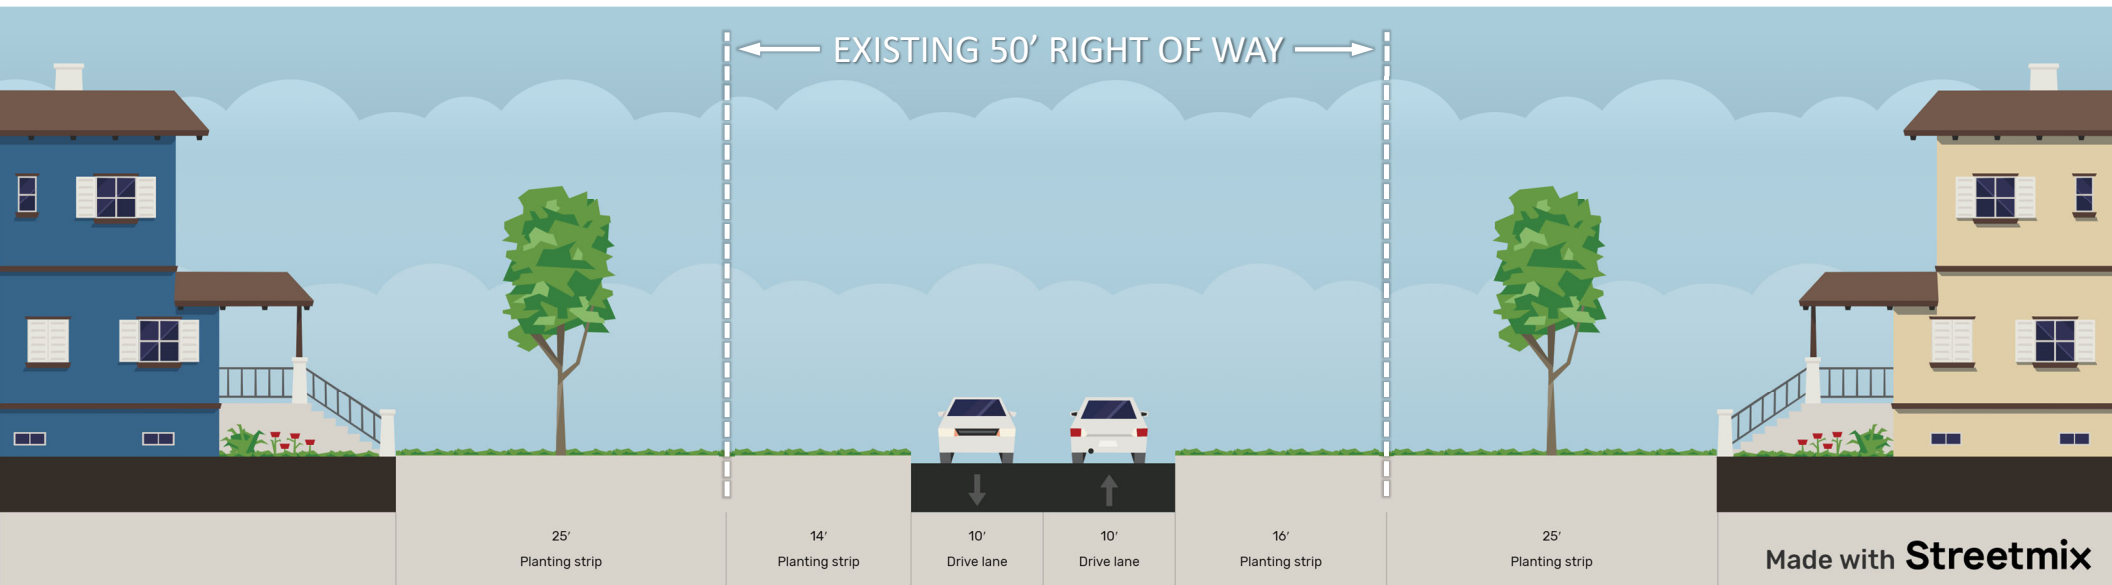 EXISTING 50’ RIGHT OF WAY
25′
Planting strip
14′
Planting strip
10′
Drive lane
10′
Drive lane
16′
Planting strip
25′
Planting strip
Made with Streetmix